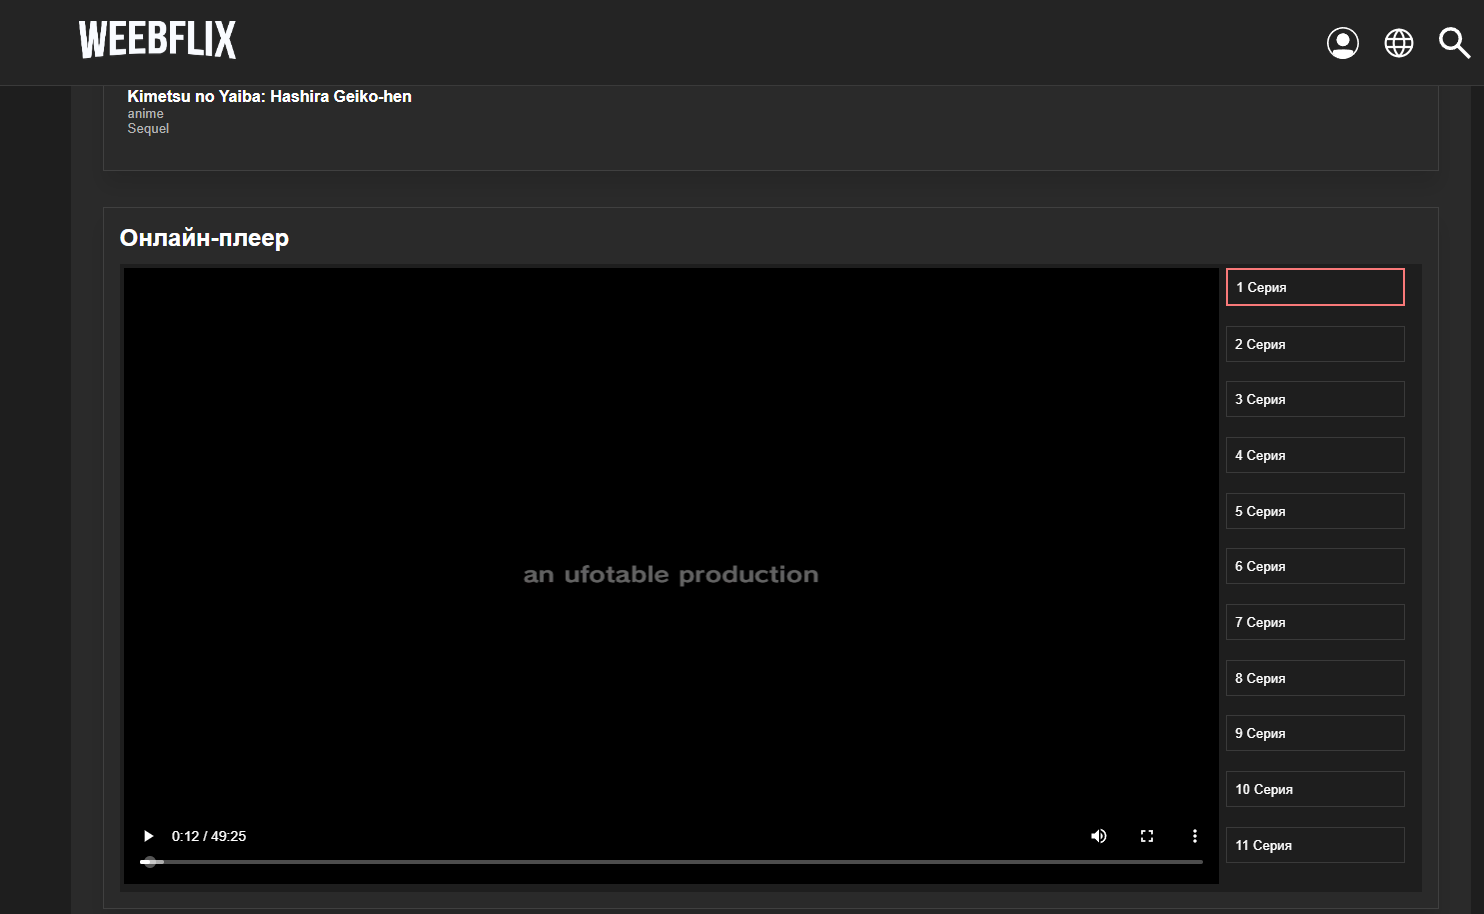 WEEBFLIX
Kimetsu no Yaiba: Hashira Geiko-hen
anime
Sequel
Онлайн-плеер
an ufotable production
0:12 / 49:25
1 Серия
2 Серия
3 Серия
4 Серия
5 Серия
6 Серия
7 Серия
8 Серия
9 Серия
10 Серия
11 Серия